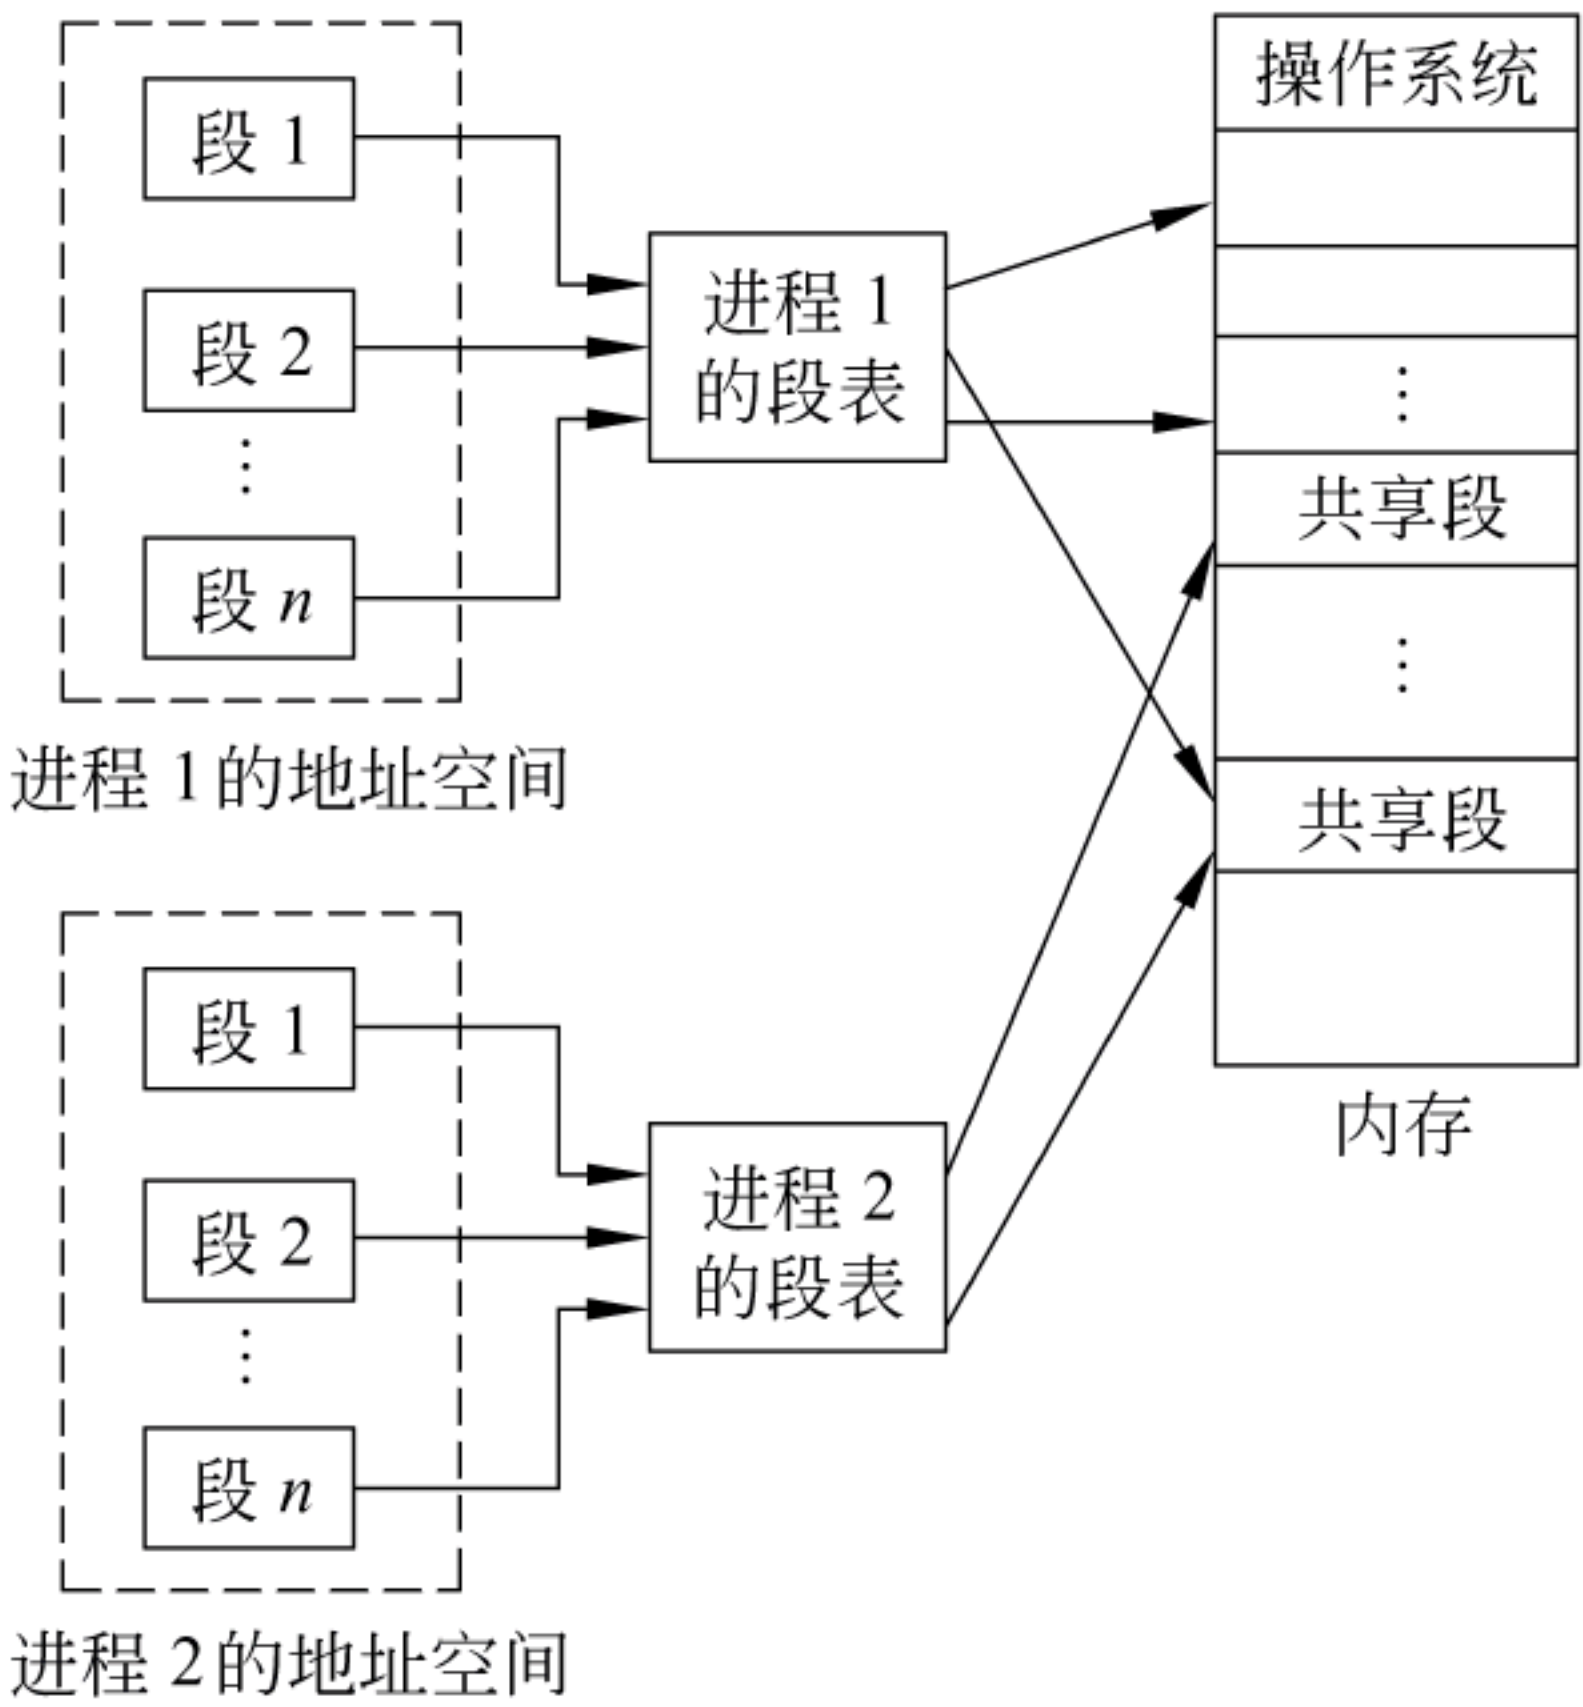 段 1
段 2
⋮
段 n
进程 1 的地址空间
进程 1
的段表
段 1
段 2
⋮
段 n
进程 2 的地址空间
进程 2
的段表
操作系统
⋮
共享段
⋮
共享段
内存